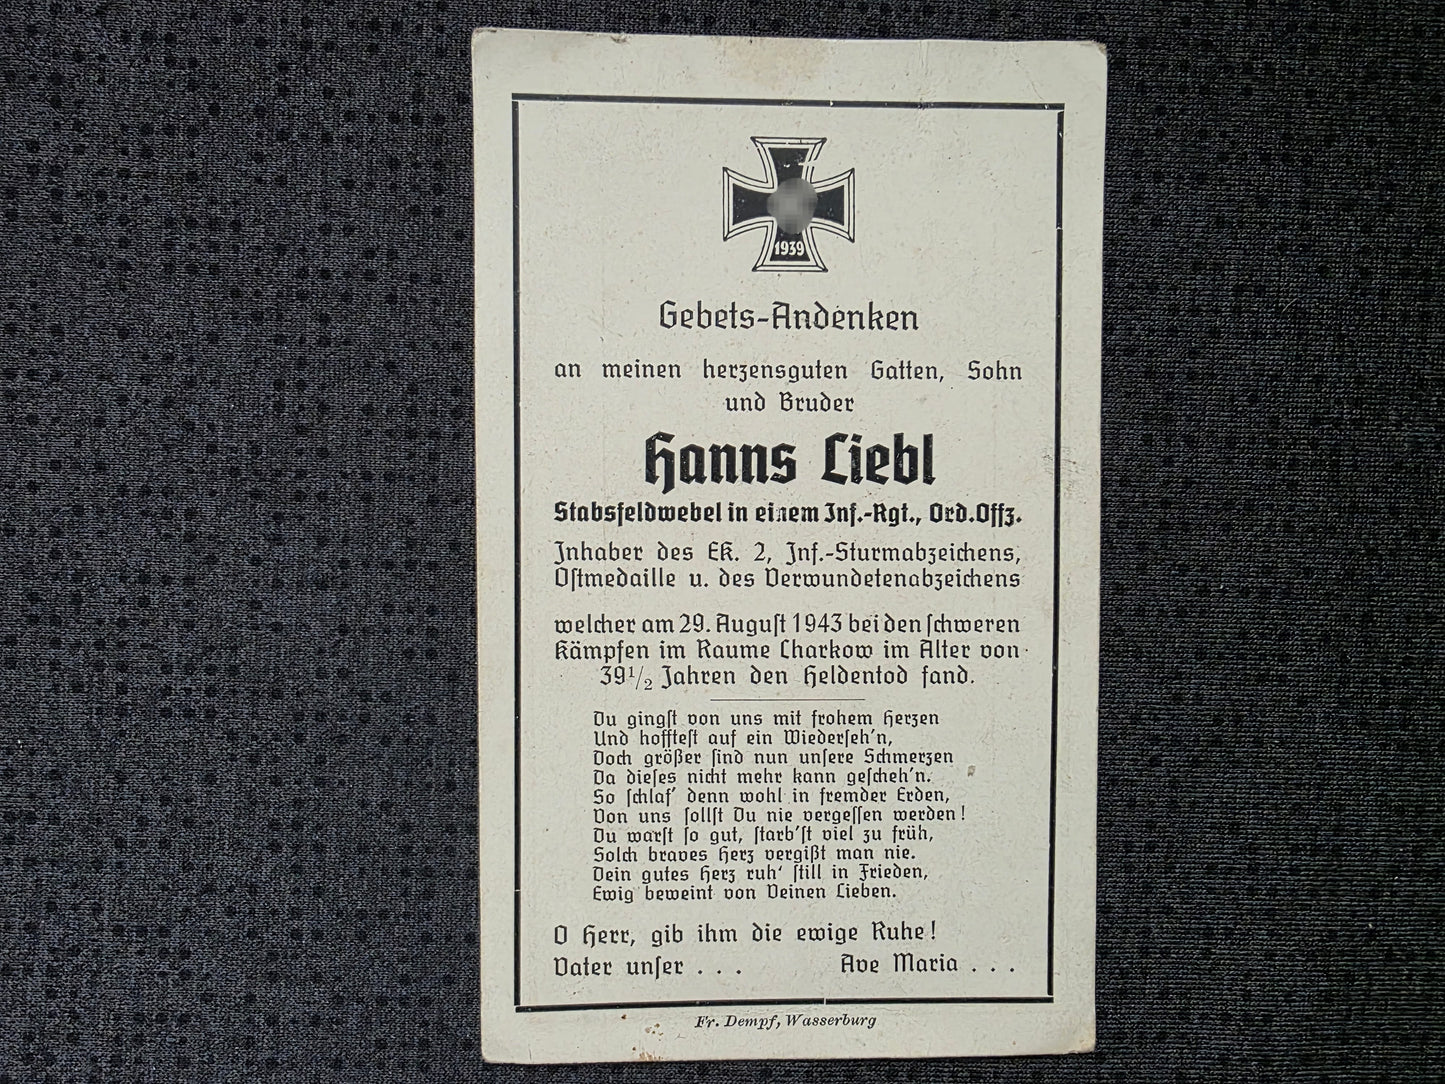 1939
Gebets-Andenken
an meinen herzensguten Gatten, Sohn
und Bruder
Hanns Liebl
Stabsfeldwebel in einem Inf.-Rgt., Ord.Offz.
Inhaber des EK. 2, Inf.-Sturmabzeichens,
Ostmedaille u. des Verwundetenabzeichens
welcher am 29. August 1943 bei den schweren
Kämpfen im Raume Charkow im Alter von
39 1/2 Jahren den Heldentod fand.
Du gingst von uns mit frohem Herzen
Und hofftest auf ein Wiederseh'n,
Doch größer sind nun unsere Schmerzen
Da dieses nicht mehr kann gescheh'n.
So schlaf' denn wohl in fremder Erden,
Von uns sollst Du nie vergessen werden!
Du warst so gut, starb'st viel zu früh,
Solch braves Herz vergißt man nie.
Dein gutes Herz ruh' still in Frieden,
Ewig beweint von Deinen Lieben.
O Herr, gib ihm die ewige Ruhe!
Vater unser . . . Ave Maria . . .
Fr. Dempf, Wasserburg